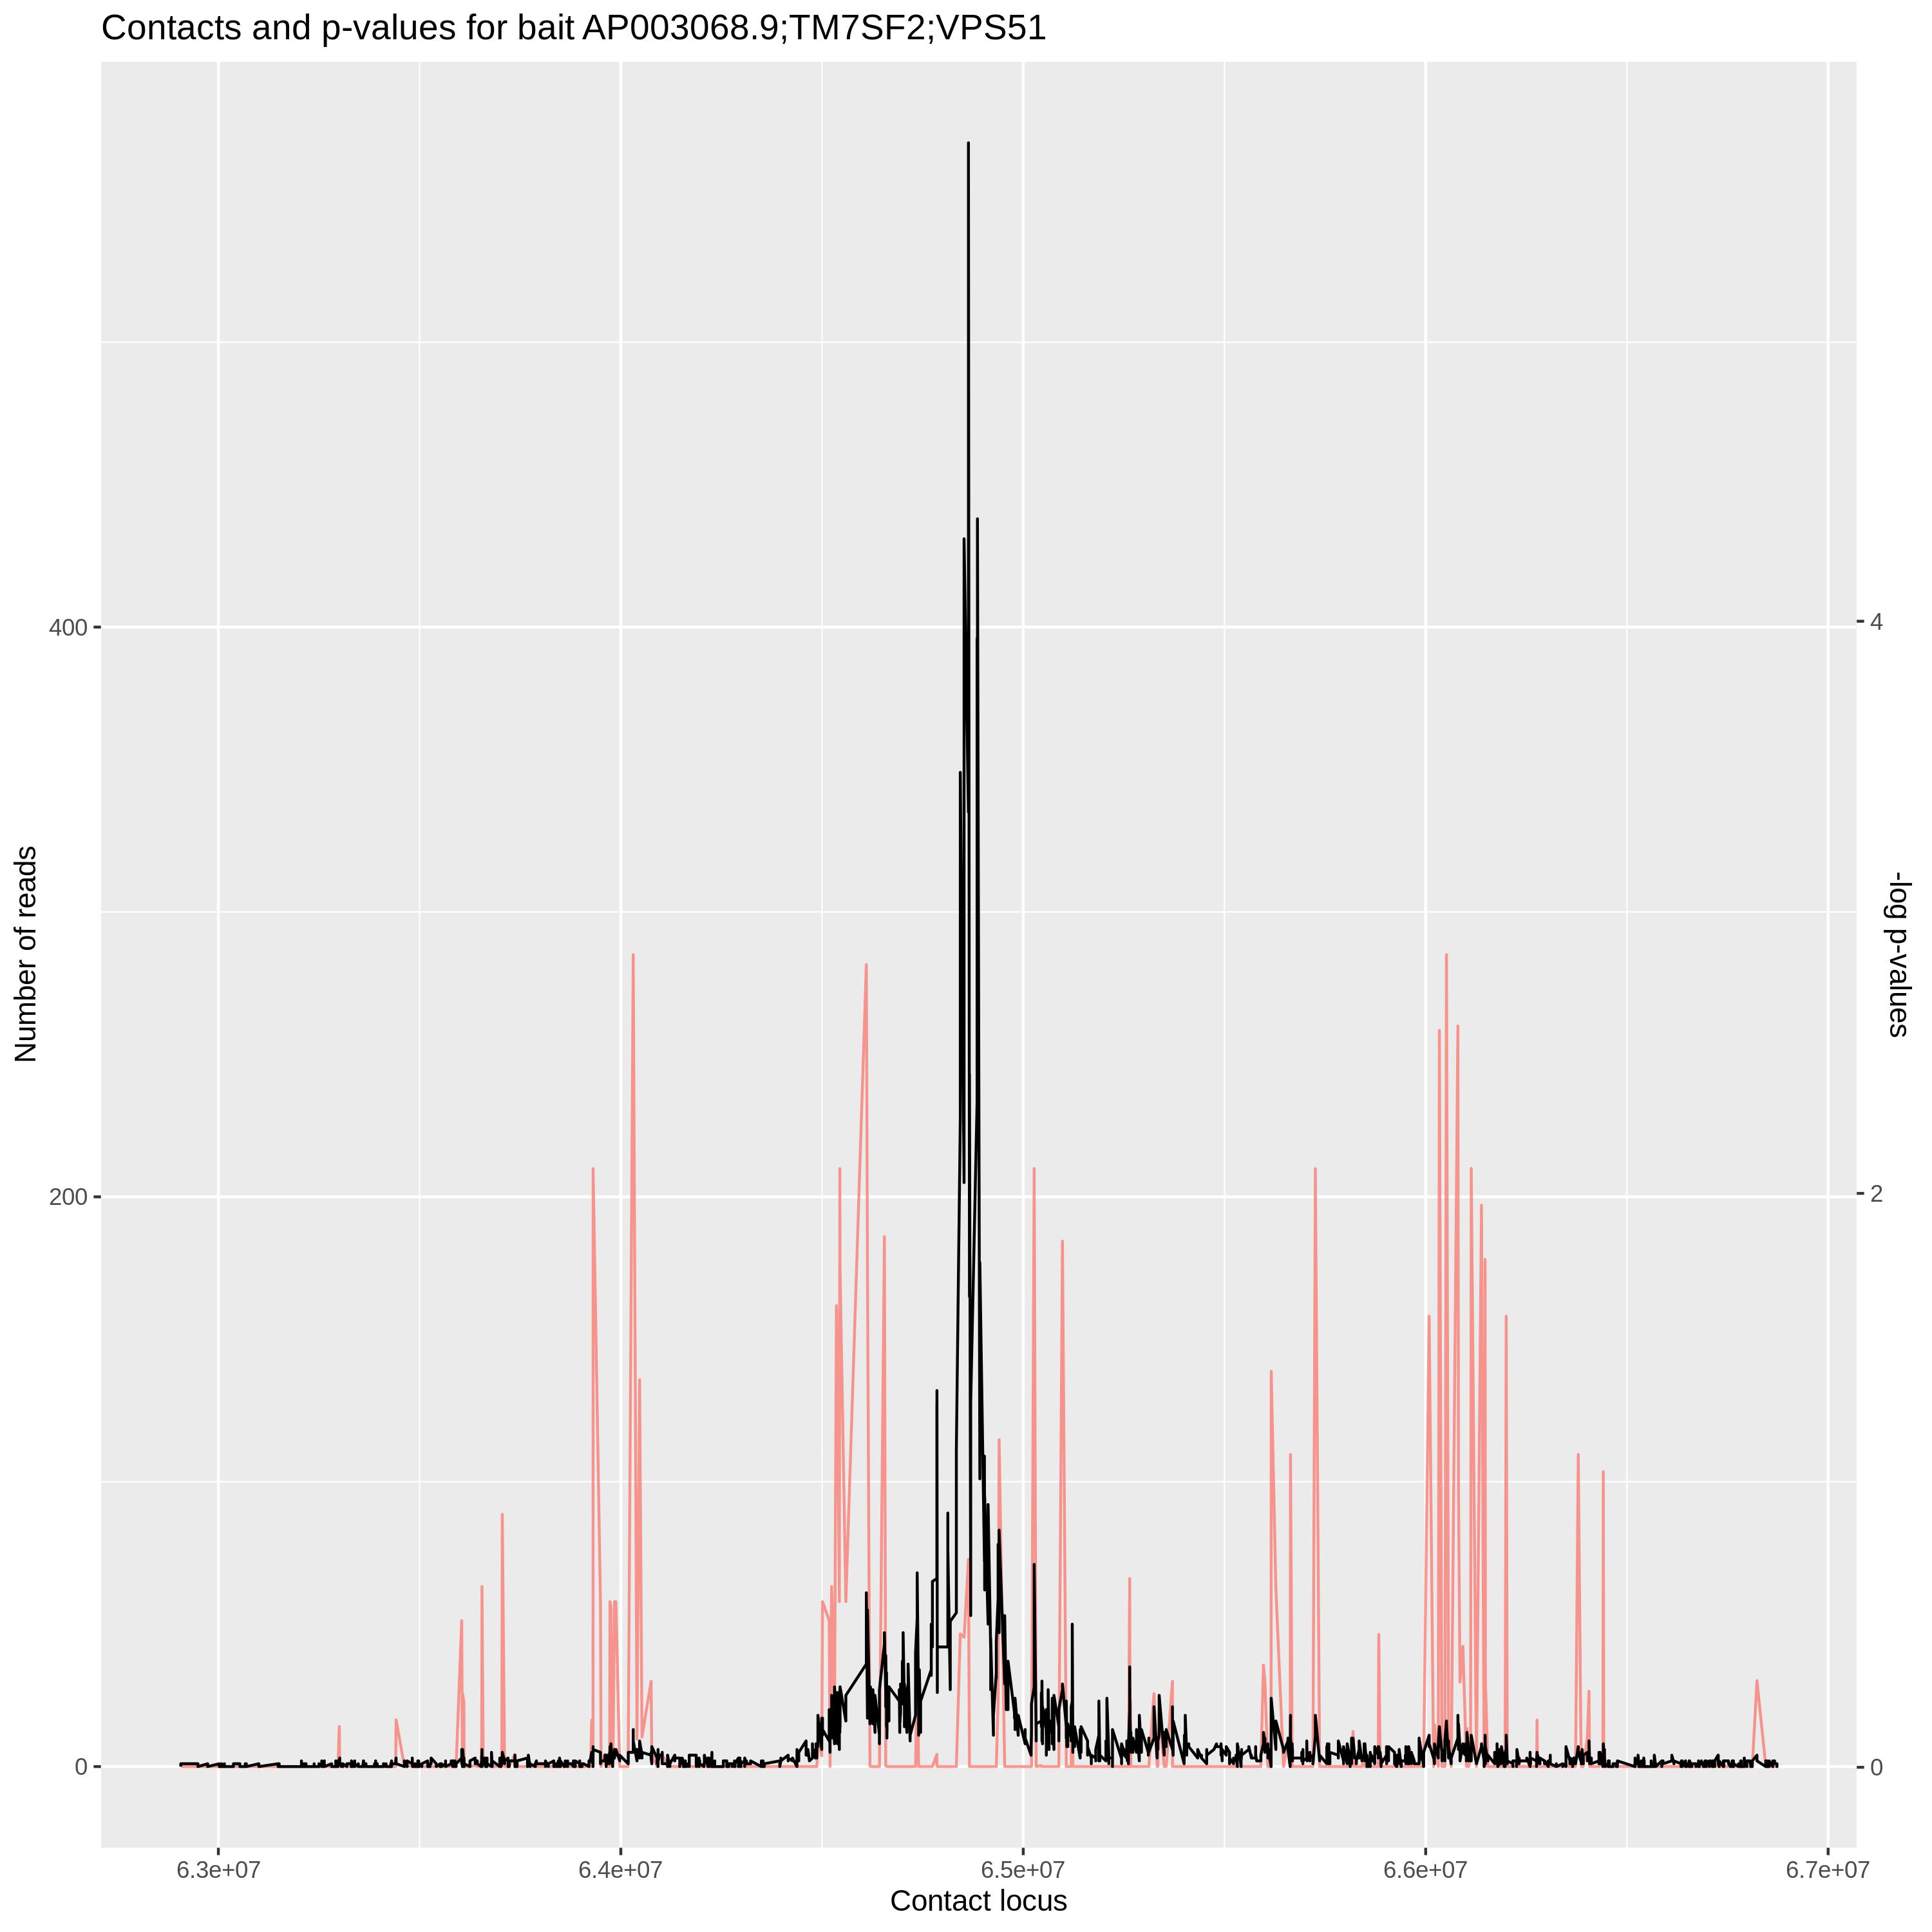 Contacts and p-values for bait AP003068.9;TM7SF2;VPS51
Number of reads
400
200
0
4
2
0
-log p-values
6.3e+07
6.4e+07
6.5e+07
6.6e+07
6.7e+07
Contact locus